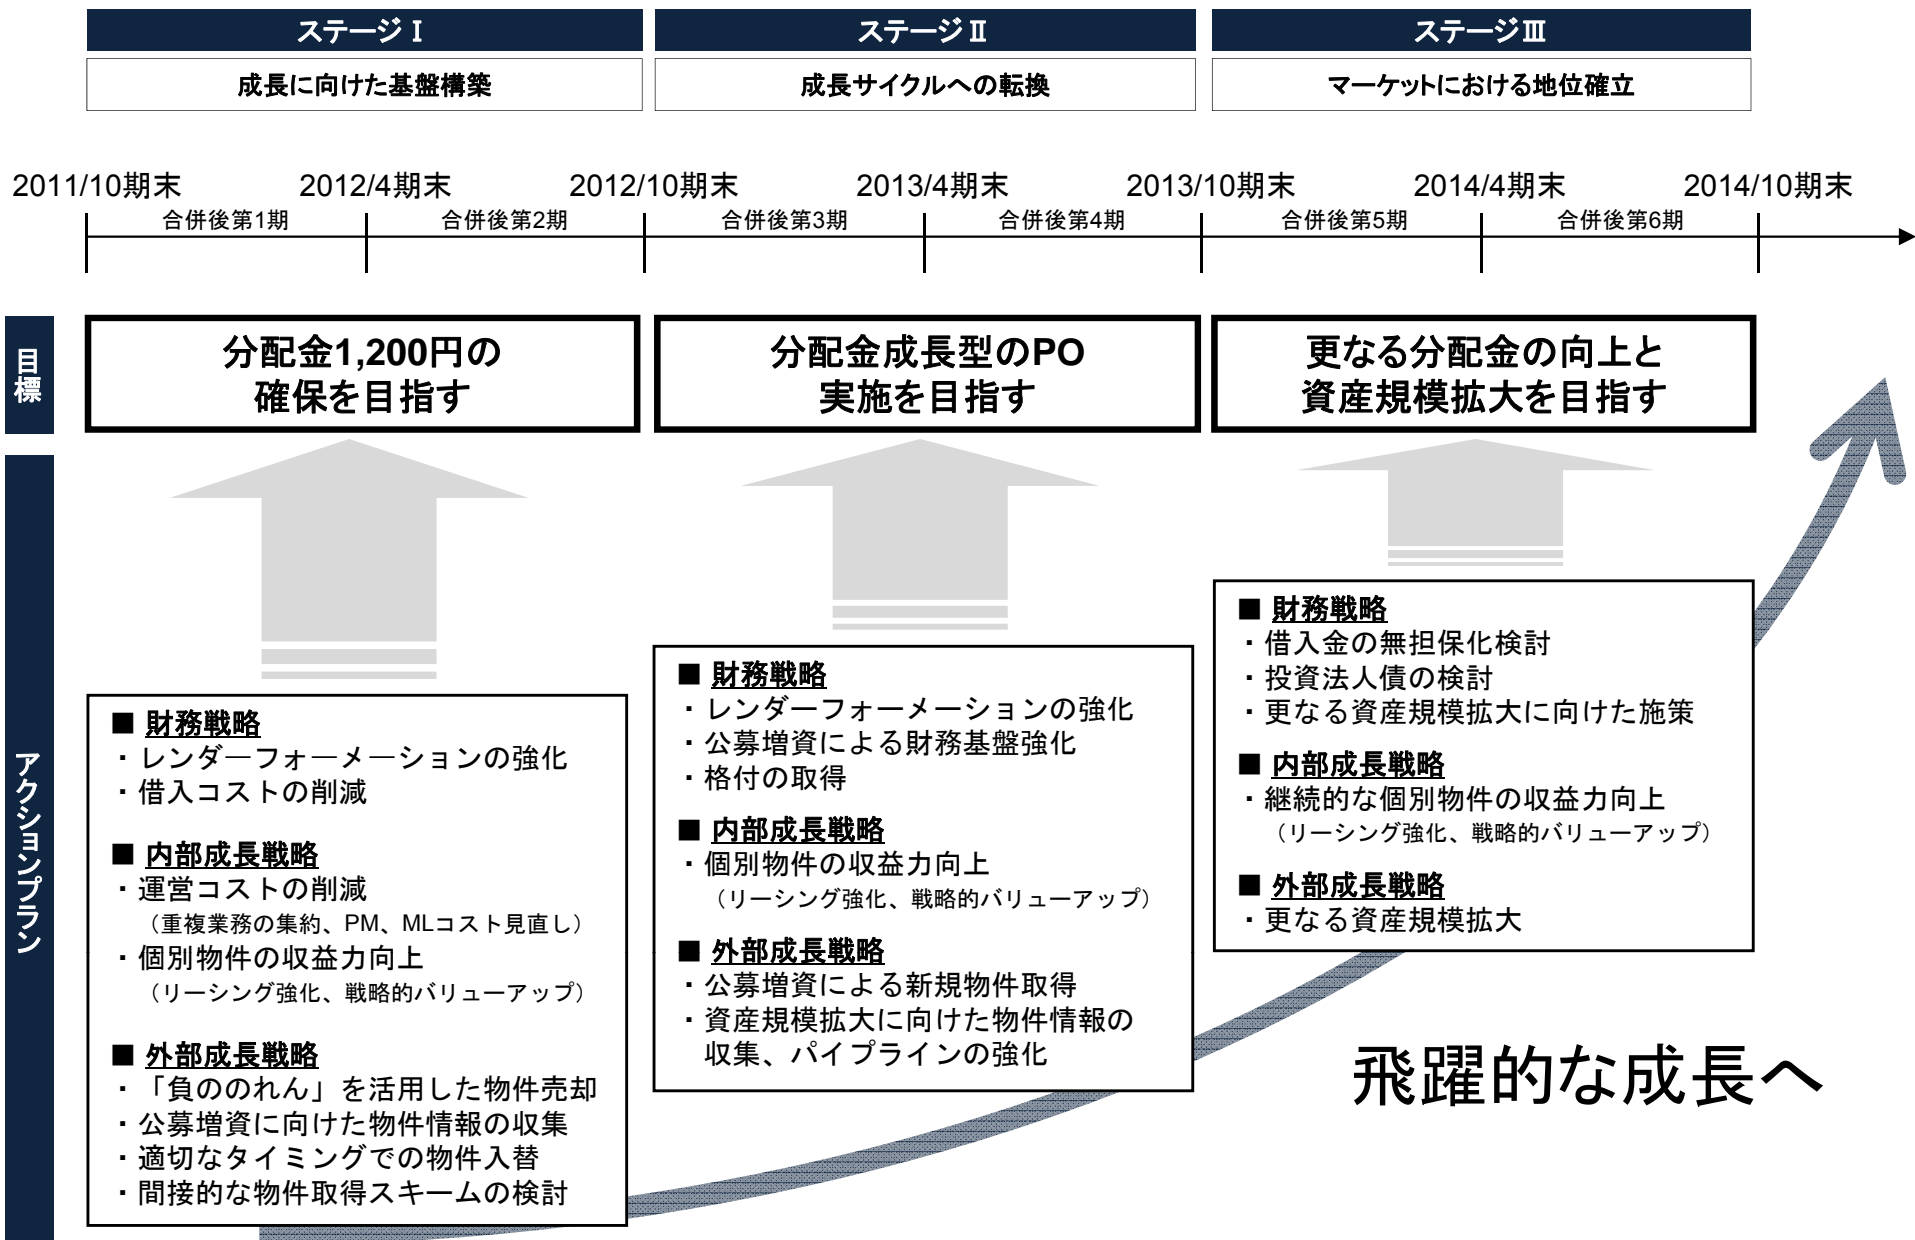 ステージⅠ
ステージⅡ
ステージⅢ
成長に向けた基盤構築
成長サイクルへの転換
マーケットにおける地位確立
2011/10期末
2012/4期末
2012/10期末
2013/4期末
2013/10期末
2014/4期末
2014/10期末
合併後第1期
合併後第2期
合併後第3期
合併後第4期
合併後第5期
合併後第6期
目標
分配金1,200円の
確保を目指す
分配金成長型のPO
実施を目指す
更なる分配金の向上と
資産規模拡大を目指す
アクションプラン
■ 財務戦略
・レンダーフォーメーションの強化
・借入コストの削減
■ 内部成長戦略
・運営コストの削減
（重複業務の集約、PM、MLコスト見直し）
・個別物件の収益力向上
（リーシング強化、戦略的バリューアップ）
■ 外部成長戦略
・「負ののれん」を活用した物件売却
・公募増資に向けた物件情報の収集
・適切なタイミングでの物件入替
・間接的な物件取得スキームの検討
■ 財務戦略
・レンダーフォーメーションの強化
・公募増資による財務基盤強化
・格付の取得
■ 内部成長戦略
・個別物件の収益力向上
（リーシング強化、戦略的バリューアップ）
■ 外部成長戦略
・公募増資による新規物件取得
・資産規模拡大に向けた物件情報の
収集、パイプラインの強化
■ 財務戦略
・借入金の無担保化検討
・投資法人債の検討
・更なる資産規模拡大に向けた施策
■ 内部成長戦略
・継続的な個別物件の収益力向上
（リーシング強化、戦略的バリューアップ）
■ 外部成長戦略
・更なる資産規模拡大
飛躍的な成長へ